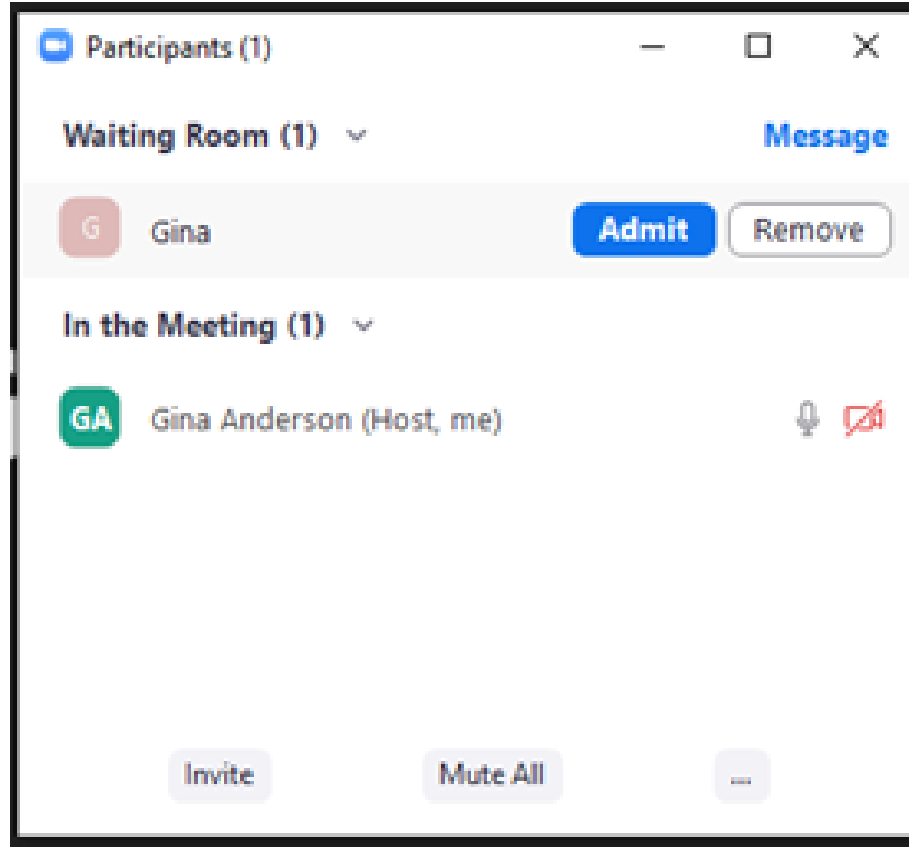 Participants (1)
Waiting Room (1) Message
G Gina Admit Remove
In the Meeting (1)
GA Gina Anderson (Host, me)
Invite Mute All ...